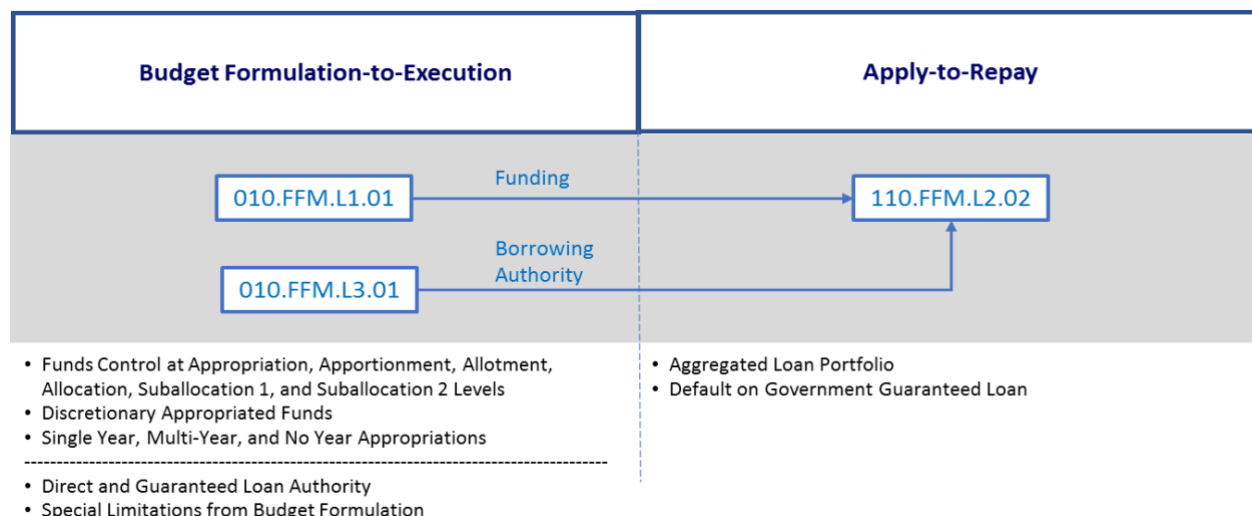 Budget Formulation-to-Execution
Apply-to-Repay
010.FFM.L1.01
Funding
110.FFM.L2.02
Borrowing
Authority
010.FFM.L3.01
• Funds Control at Appropriation, Apportionment, Allotment,
Allocation, Suballocation 1, and Suballocation 2 Levels
• Discretionary Appropriated Funds
• Single Year, Multi-Year, and No Year Appropriations
• Direct and Guaranteed Loan Authority
• Special Limitations from Budget Formulation
• Aggregated Loan Portfolio
• Default on Government Guaranteed Loan